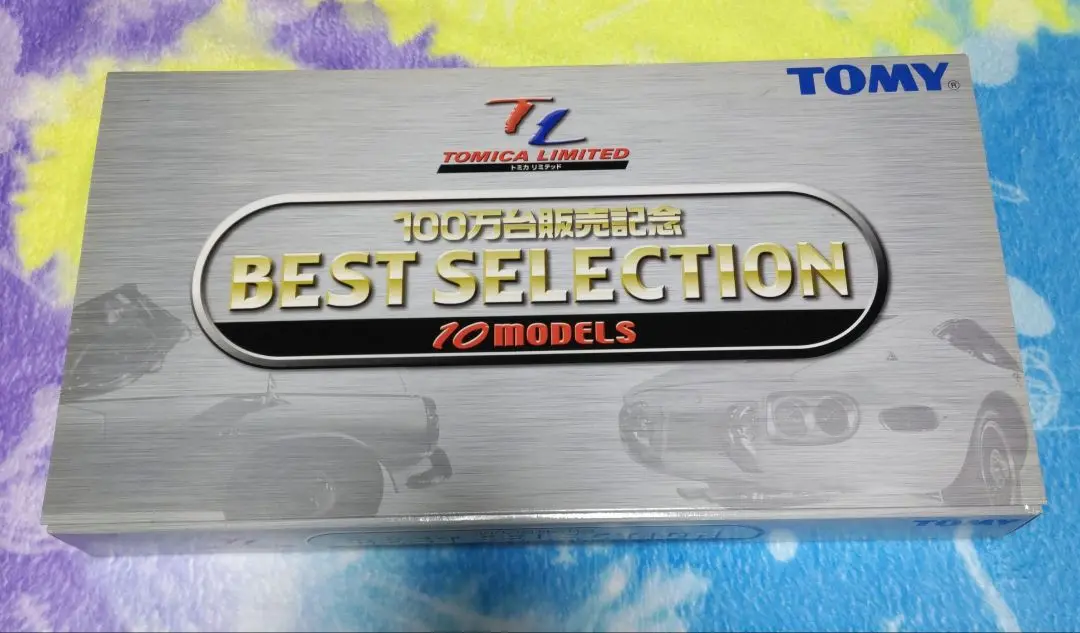 TOMY®
TL
TOMICA LIMITED
トミカ リミテッド
100万台販売記念
BEST SELECTION
10 MODELS
TOMY